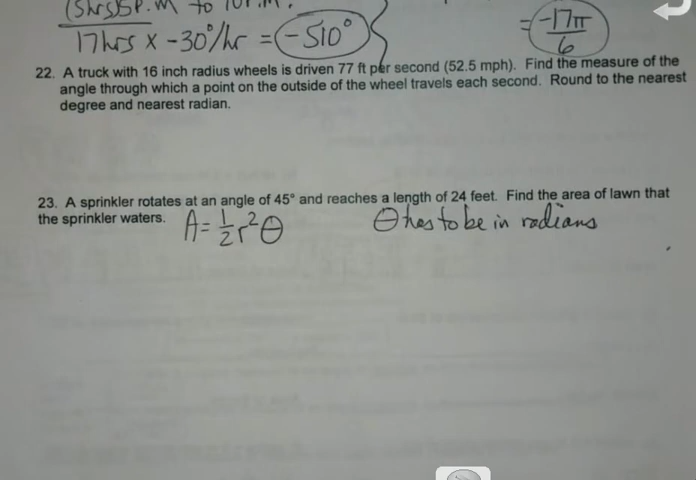 (5hrs)5P.M to 10P.M.
17hrs x -30°/hr = -510°
= -17π/6
22. A truck with 16 inch radius wheels is driven 77 ft per second (52.5 mph). Find the measure of the
angle through which a point on the outside of the wheel travels each second. Round to the nearest
degree and nearest radian.
23. A sprinkler rotates at an angle of 45° and reaches a length of 24 feet. Find the area of lawn that
the sprinkler waters. A = 1/2 r²θ θ has to be in radians